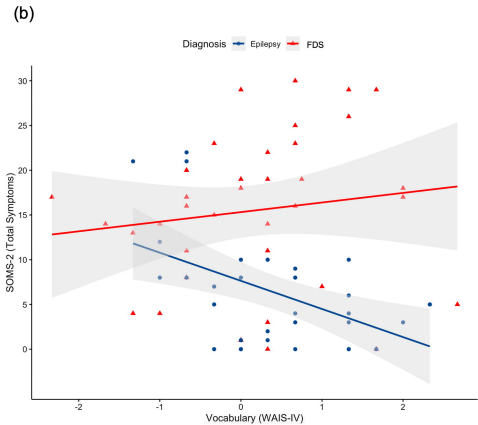 (b)
Diagnosis Epilepsy FDS
30
25
20
15
10
5
0
SOMS-2 (Total Symptoms)
-2 -1 0 1 2
Vocabulary (WAIS-IV)